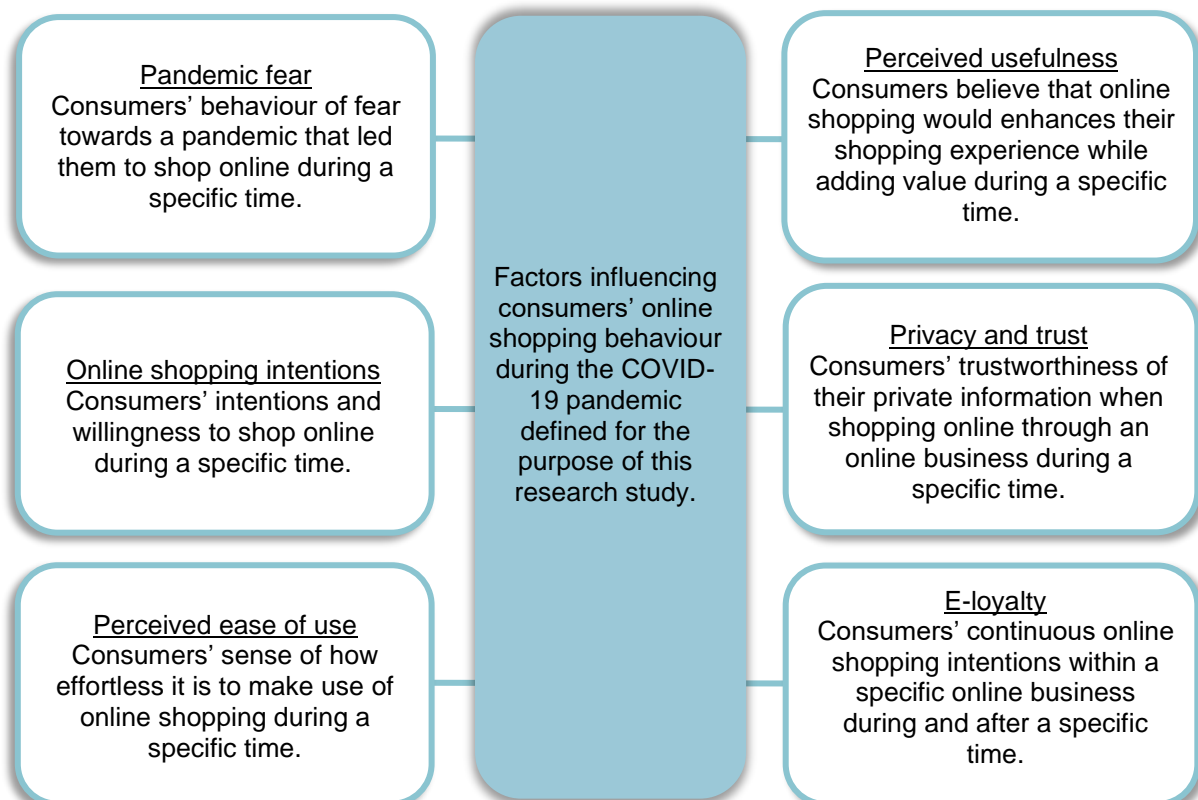 Pandemic fear
Consumers’ behaviour of fear
towards a pandemic that led
them to shop online during a
specific time.
Online shopping intentions
Consumers’ intentions and
willingness to shop online
during a specific time.
Perceived ease of use
Consumers’ sense of how
effortless it is to make use of
online shopping during a
specific time.
Factors influencing
consumers’ online
shopping behaviour
during the COVID-
19 pandemic
defined for the
purpose of this
research study.
Perceived usefulness
Consumers believe that online
shopping would enhances their
shopping experience while
adding value during a specific
time.
Privacy and trust
Consumers’ trustworthiness of
their private information when
shopping online through an
online business during a
specific time.
E-loyalty
Consumers’ continuous online
shopping intentions within a
specific online business
during and after a specific
time.